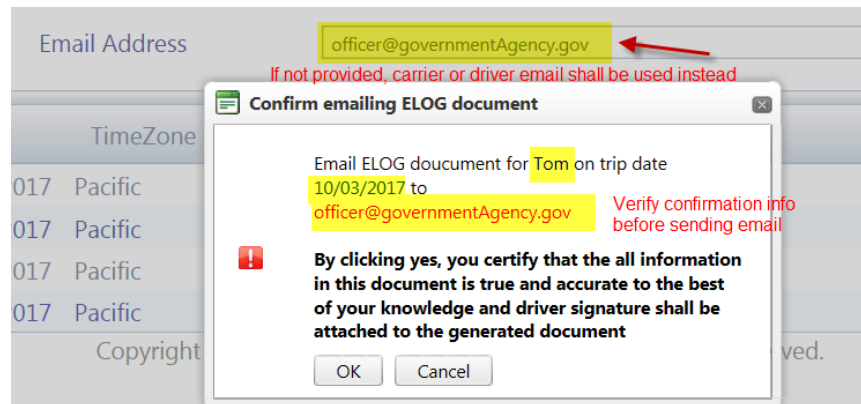 Email Address officer@governmentAgency.gov
If not provided, carrier or driver email shall be used instead
Confirm emailing ELOG document
TimeZone
Email ELOG doucument for Tom on trip date
017 Pacific
10/03/2017 to
Verify confirmation info
officer@governmentAgency.gov
before sending email
017 Pacific
By clicking yes, you certify that the all information
017 Pacific
in this document is true and accurate to the best
017 Pacific
of your knowledge and driver signature shall be
attached to the generated document
Copyright
ved.
OK Cancel